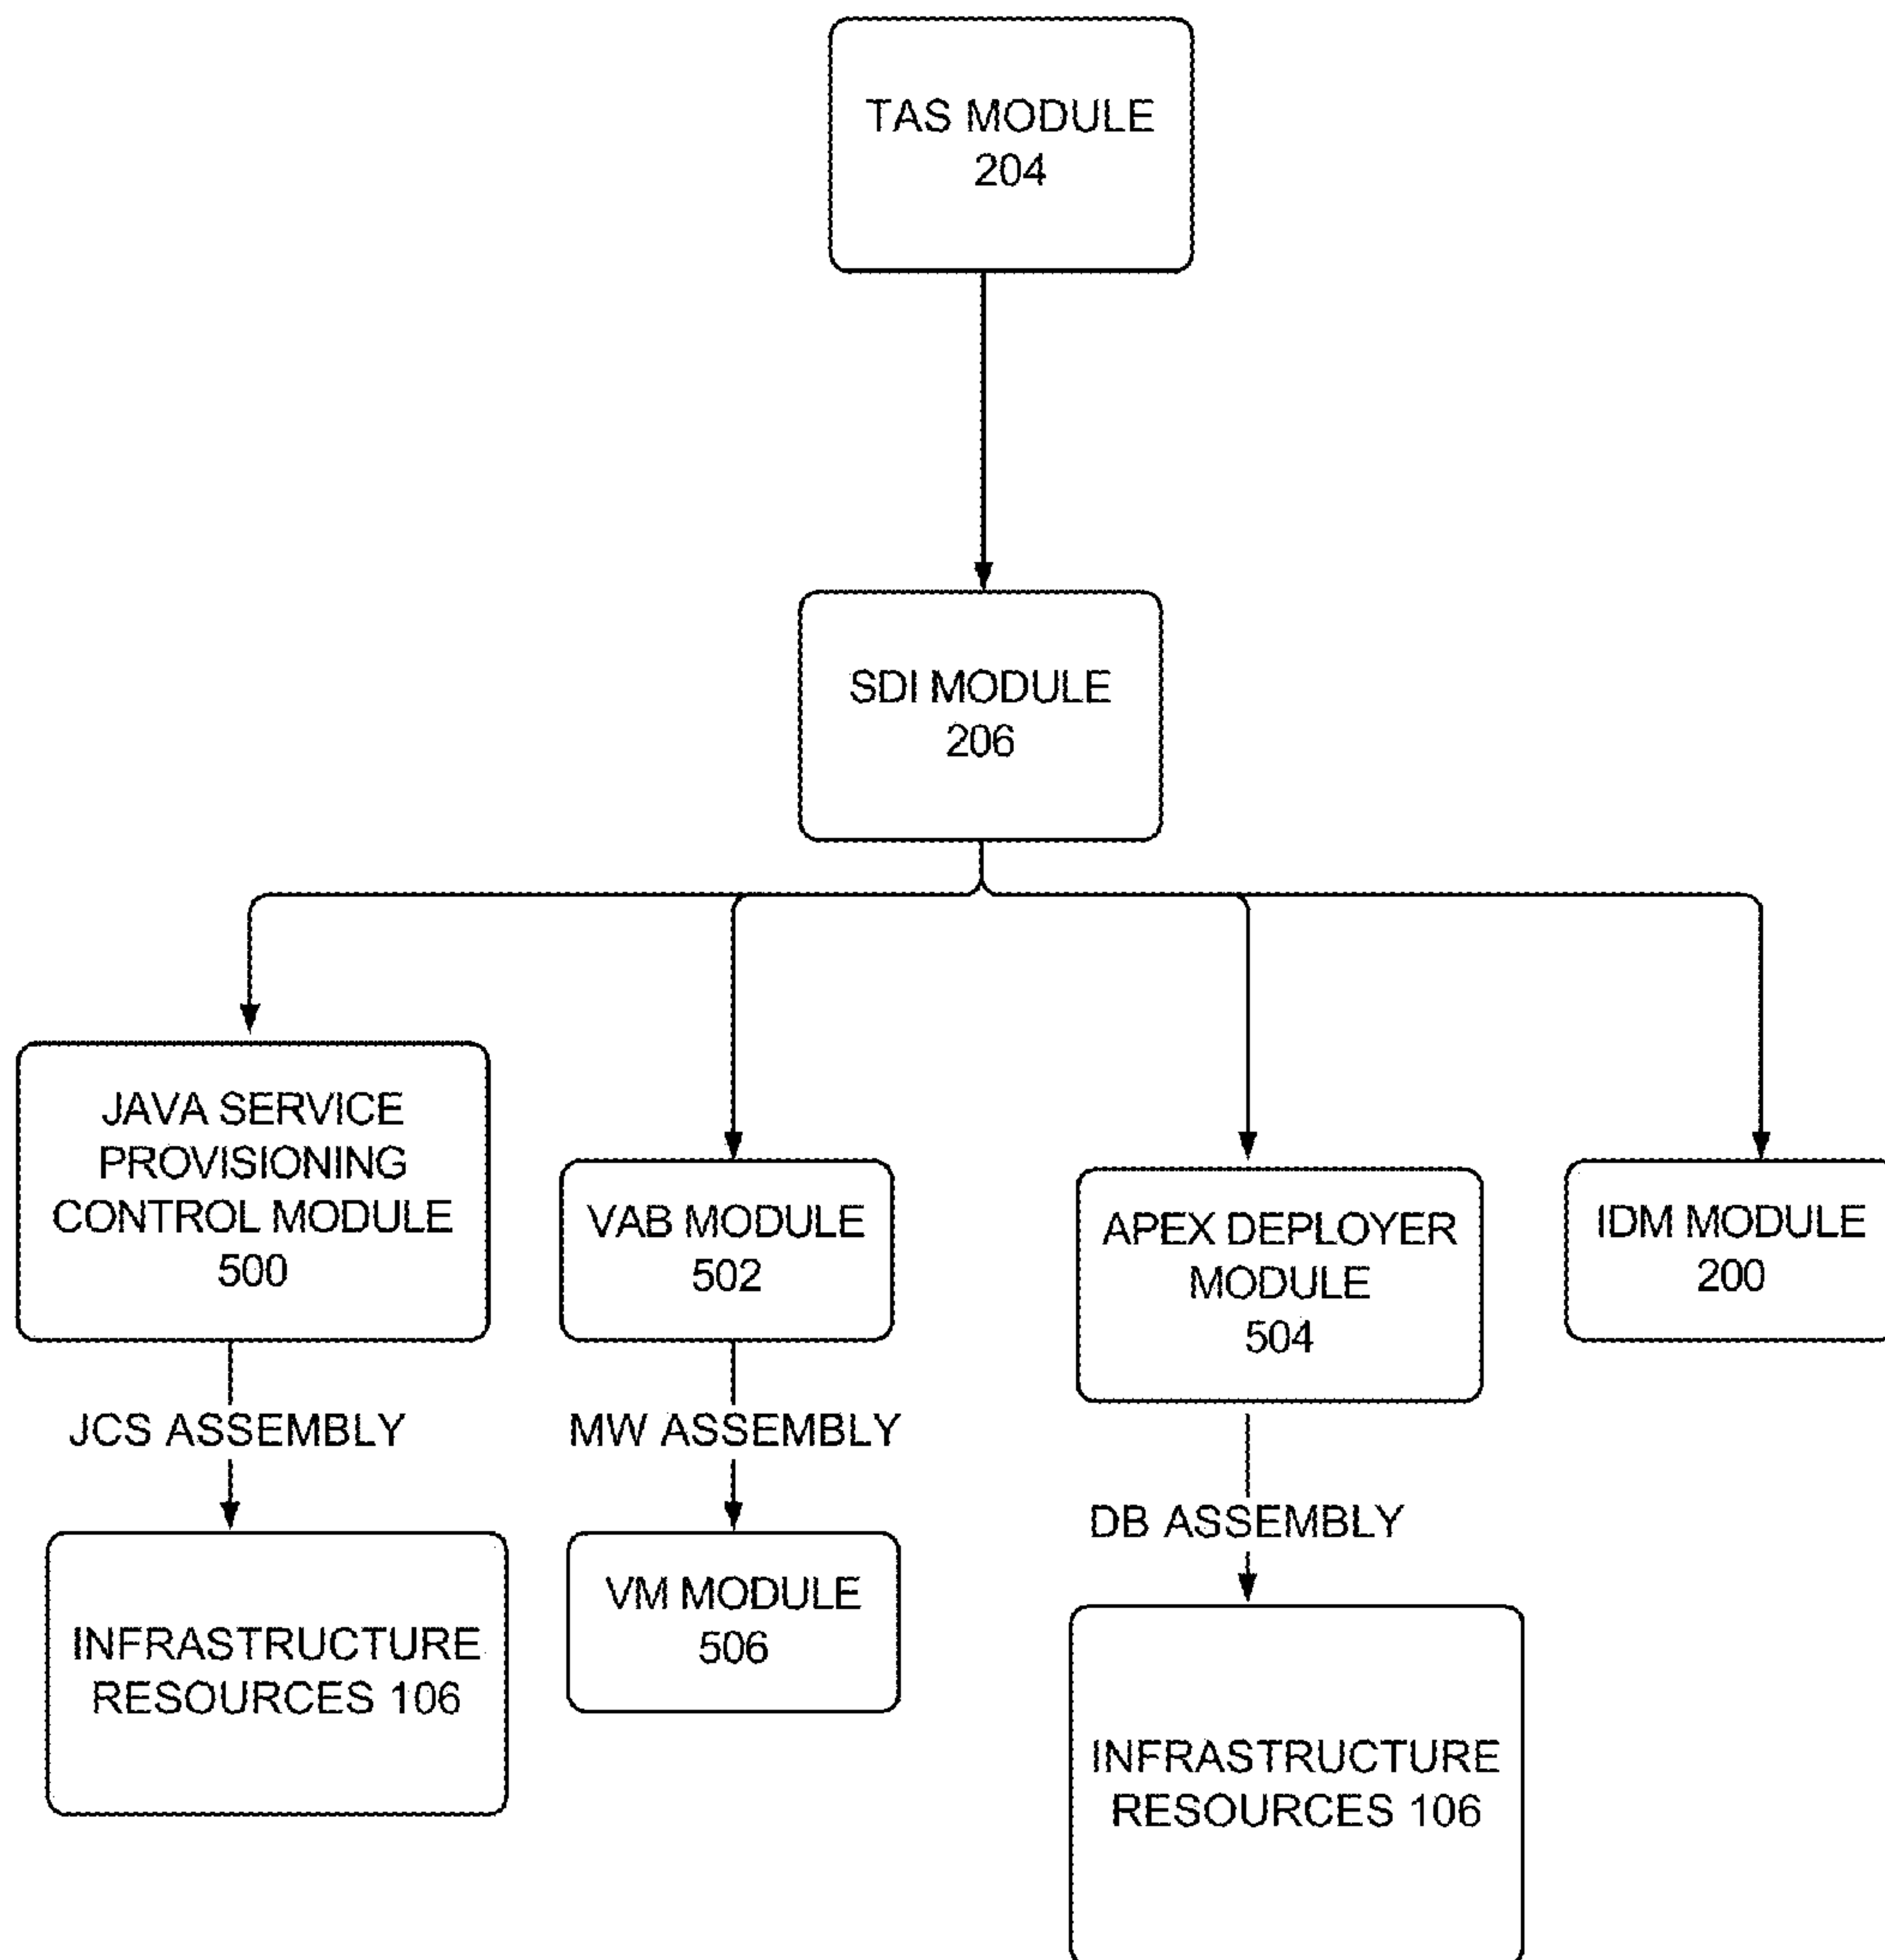 TAS MODULE
204
SDI MODULE
206
JAVA SERVICE
PROVISIONING
CONTROL MODULE
500
VAB MODULE
502
APEX DEPLOYER
MODULE
504
IDM MODULE
200
JCS ASSEMBLY
MW ASSEMBLY
DB ASSEMBLY
INFRASTRUCTURE
RESOURCES 106
VM MODULE
506
INFRASTRUCTURE
RESOURCES 106